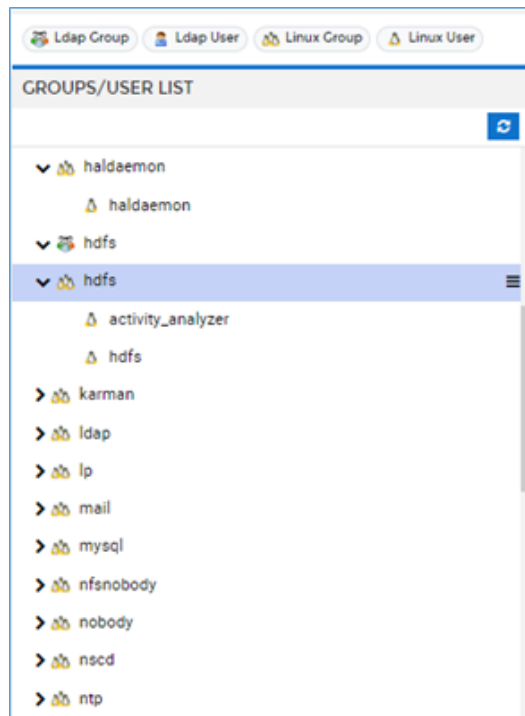 Ldap Group Ldap User Linux Group Linux User
GROUPS/USER LIST
haldaemon
haldaemon
hdfs
hdfs
activity_analyzer
hdfs
karman
ldap
lp
mail
mysql
nfsnobody
nobody
nscd
ntp